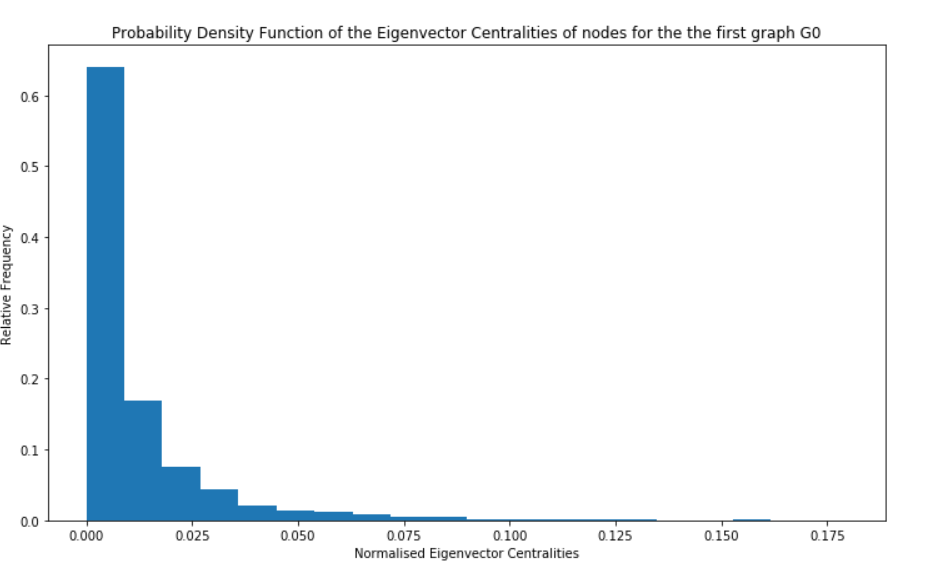 Probability Density Function of the Eigenvector Centralities of nodes for the the first graph G0
0.6
0.5
0.4
0.3
0.2
0.1
0.0
Relative Frequency
0.000 0.025 0.050 0.075 0.100 0.125 0.150 0.175
Normalised Eigenvector Centralities